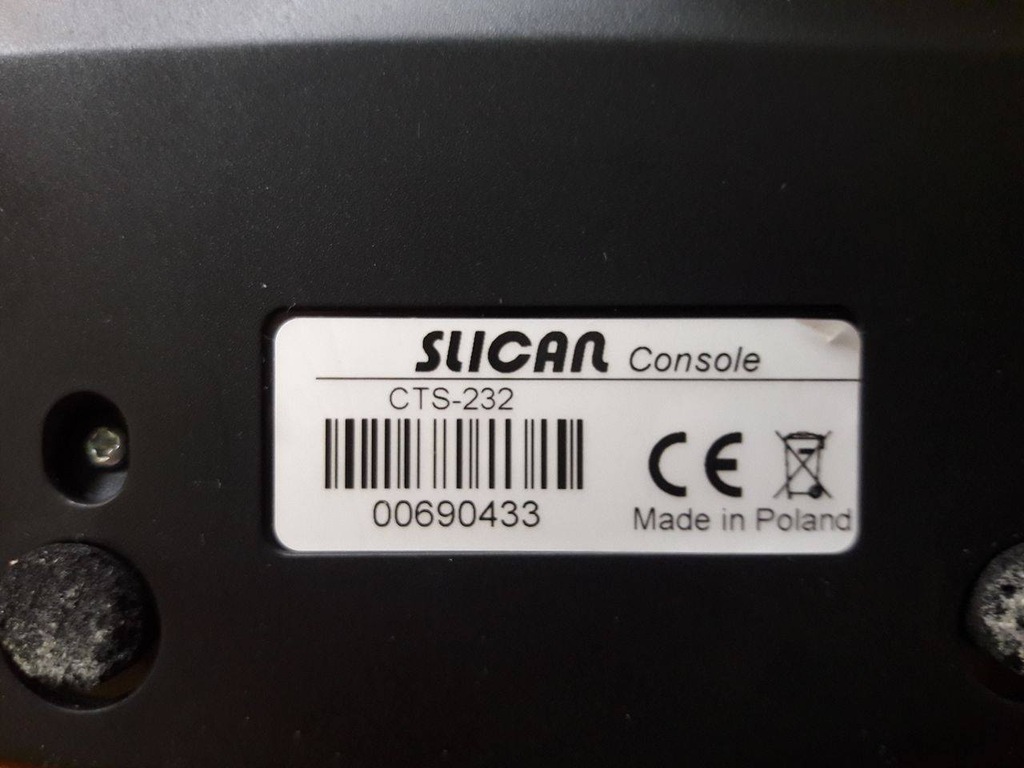 SLICAN Console
CTS-232
00690433
CE
Made in Poland